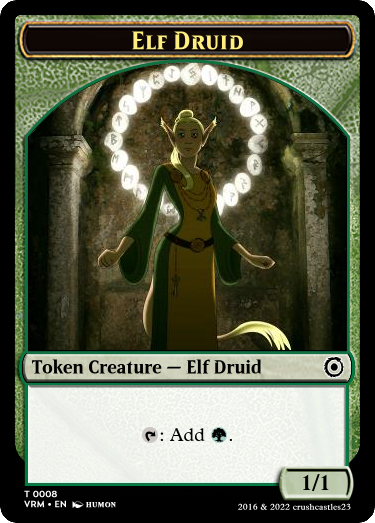 Elf Druid
Token Creature — Elf Druid
: Add .
1/1
T 0008
VRM • EN HUMON
2016 & 2022 crushcastles23